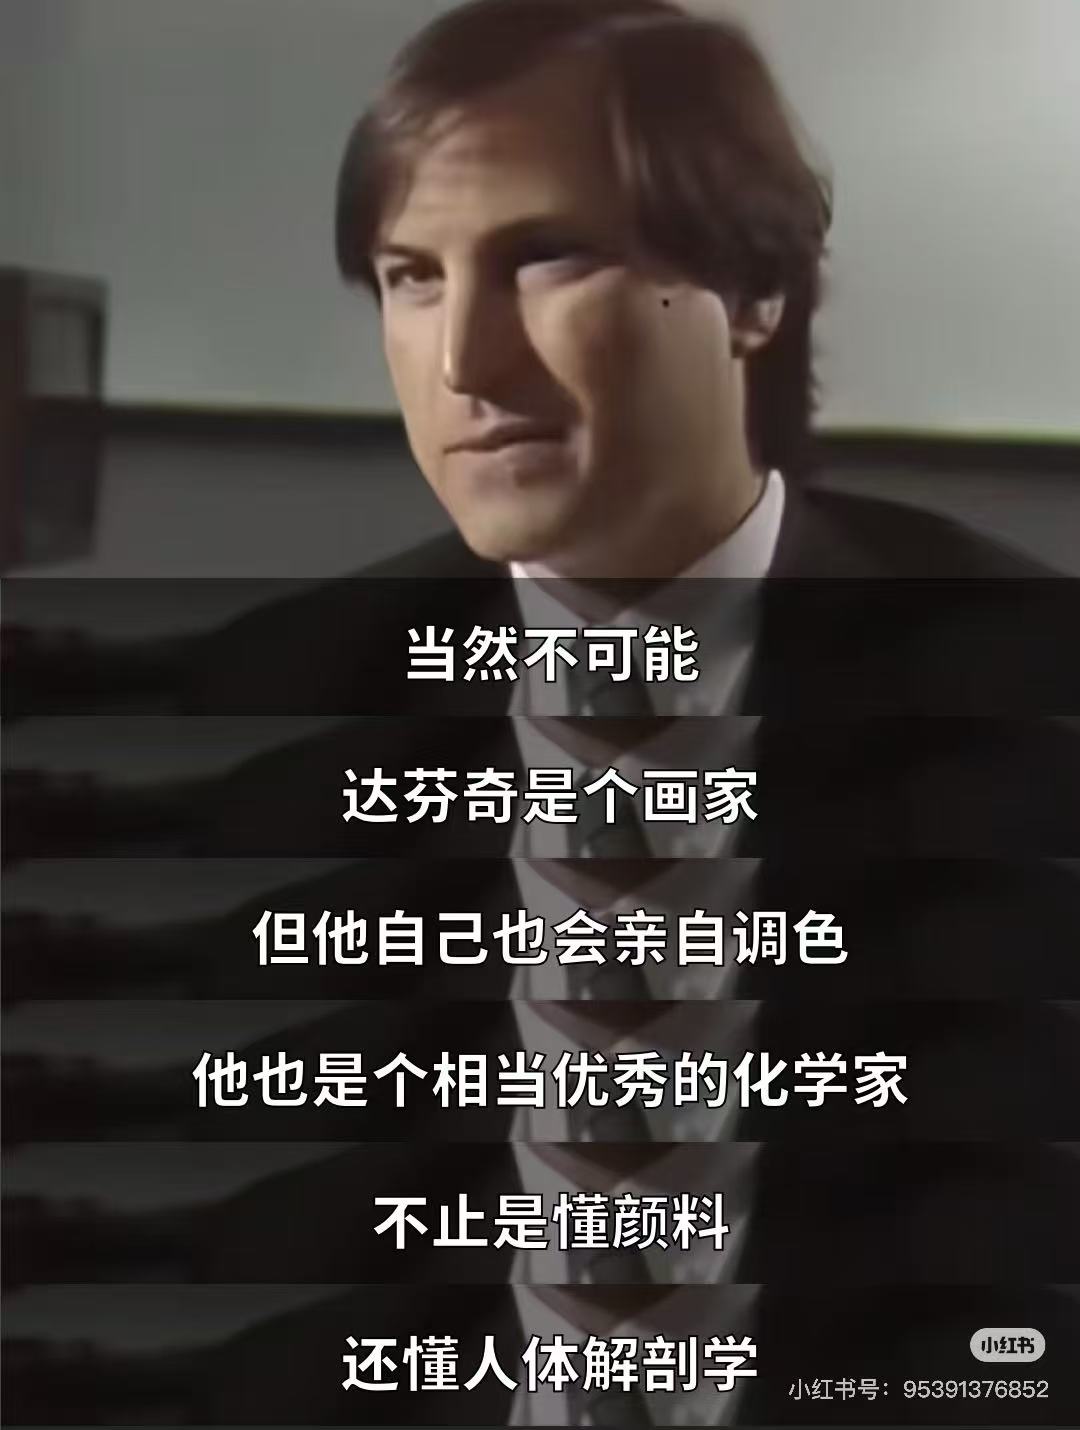 当然不可能
达芬奇是个画家
但他自己也会亲自调色
他也是个相当优秀的化学家
不止是懂颜料
还懂人体解剖学
小红书
小红书号：95391376852